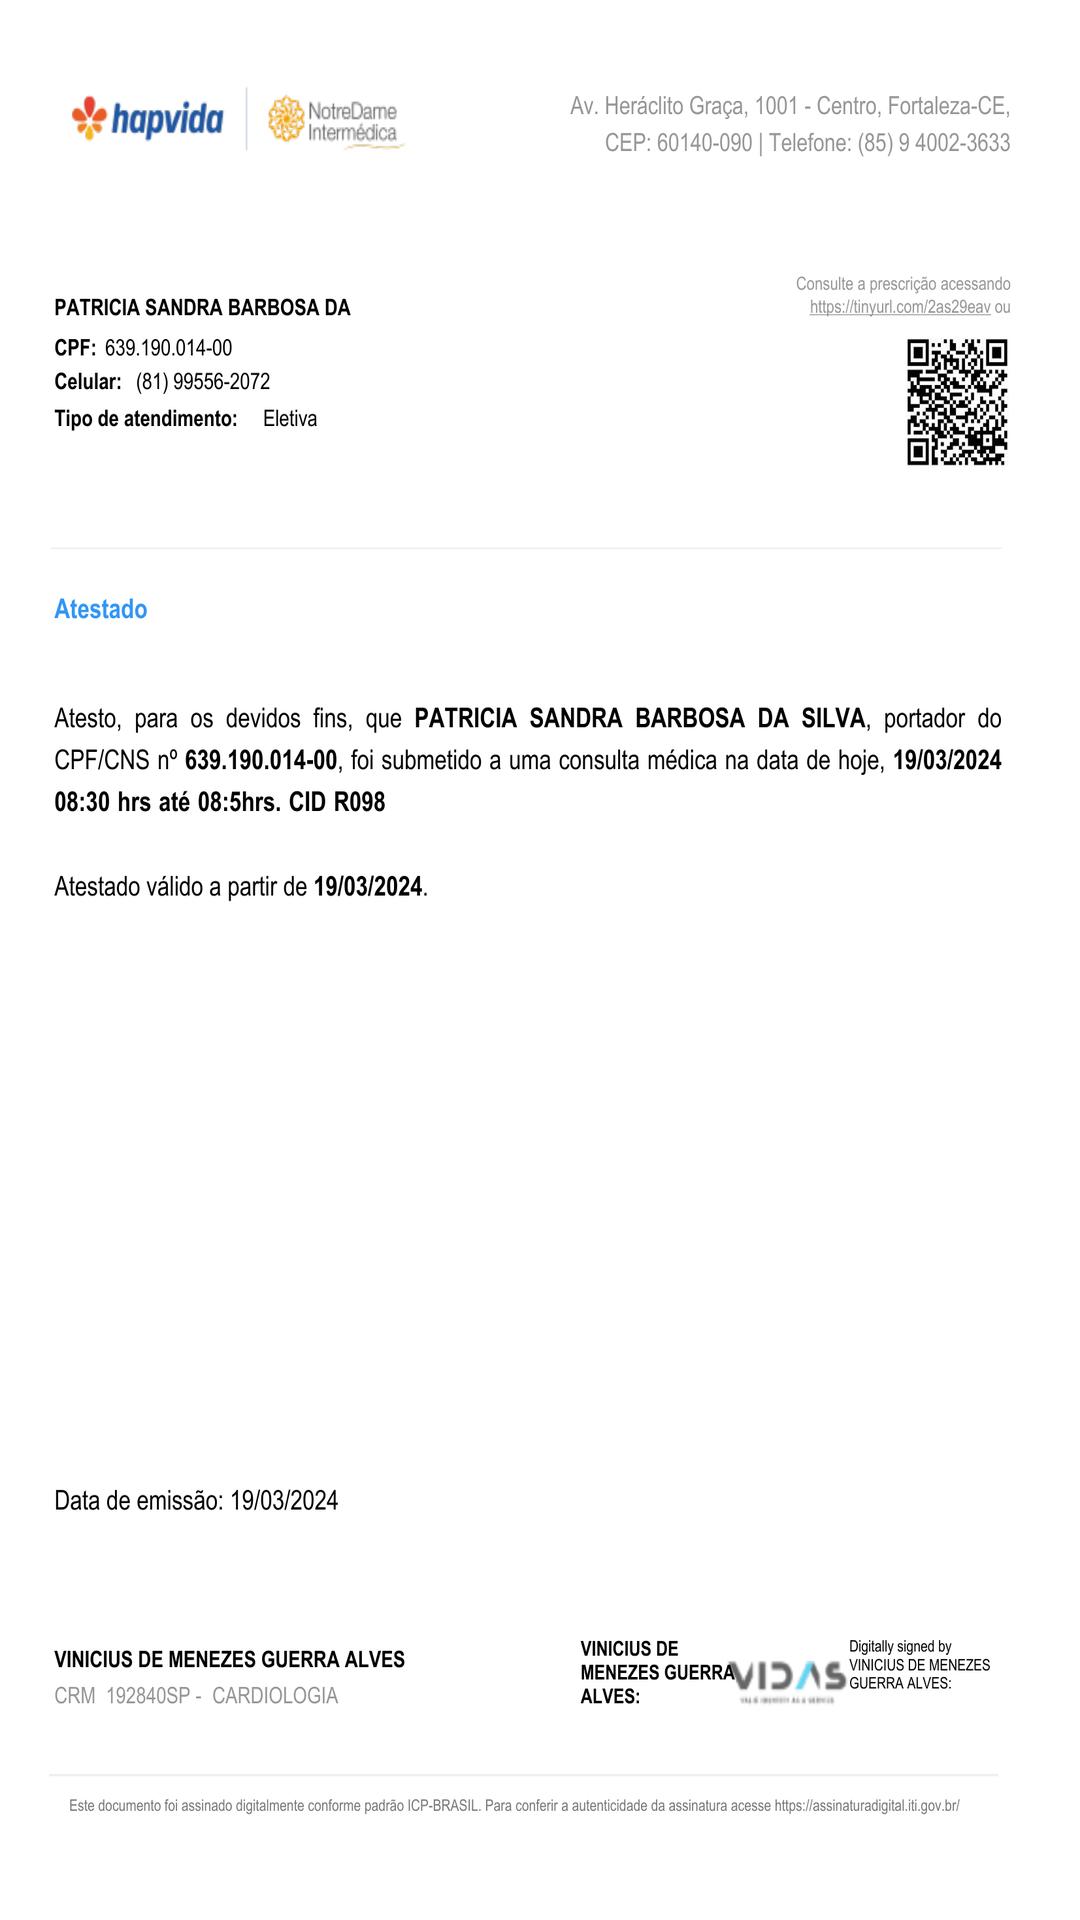 hapvida
NotreDame
Intermédica
Av. Heráclito Graça, 1001 - Centro, Fortaleza-CE,
CEP: 60140-090 | Telefone: (85) 9 4002-3633
Consulte a prescrição acessando
https://tinyurl.com/2as29eav ou
PATRICIA SANDRA BARBOSA DA
CPF: 639.190.014-00
Celular: (81) 99556-2072
Tipo de atendimento: Eletiva
Atestado
Atesto, para os devidos fins, que PATRICIA SANDRA BARBOSA DA SILVA, portador do
CPF/CNS nº 639.190.014-00, foi submetido a uma consulta médica na data de hoje, 19/03/2024
08:30 hrs até 08:5hrs. CID R098
Atestado válido a partir de 19/03/2024.
Data de emissão: 19/03/2024
VINICIUS DE MENEZES GUERRA ALVES
CRM 192840SP - CARDIOLOGIA
VINICIUS DE
MENEZES GUERRA
ALVES:
VIDAS
Digitally signed by
VINICIUS DE MENEZES
GUERRA ALVES:
Este documento foi assinado digitalmente conforme padrão ICP-BRASIL. Para conferir a autenticidade da assinatura acesse https://assinaturadigital.iti.gov.br/